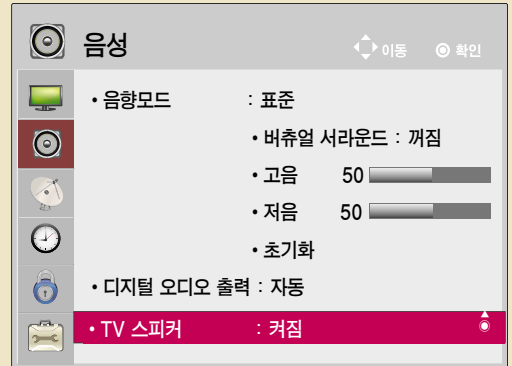 음성 이동 확인
• 음향모드 : 표준
• 버츄얼 서라운드 : 꺼짐
• 고음 50
• 저음 50
• 초기화
• 디지털 오디오 출력 : 자동
• TV 스피커 : 켜짐